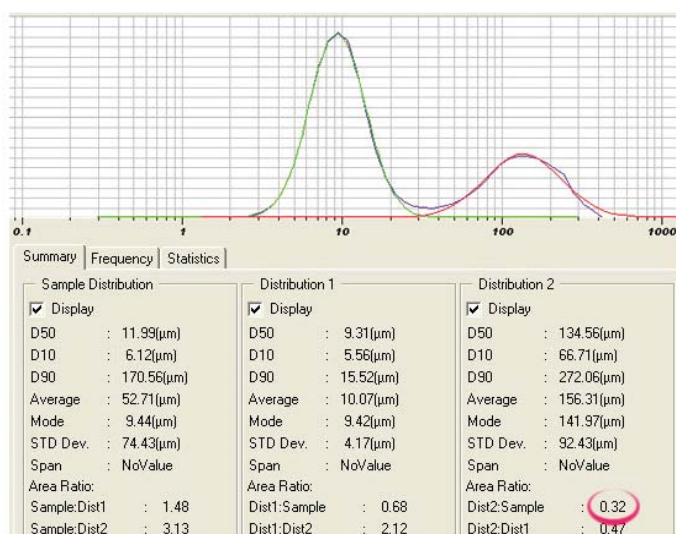 0.1 1 10 100 1000
Summary Frequency Statistics
Sample Distribution
Display
D50 : 11.99(µm)
D10 : 6.12(µm)
D90 : 170.56(µm)
Average : 52.71(µm)
Mode : 9.44(µm)
STD Dev. : 74.43(µm)
Span : NoValue
Area Ratio:
Sample:Dist1 : 1.48
Sample:Dist2 : 3.13
Distribution 1
Display
D50 : 9.31(µm)
D10 : 5.56(µm)
D90 : 15.52(µm)
Average : 10.07(µm)
Mode : 9.42(µm)
STD Dev. : 4.17(µm)
Span : NoValue
Area Ratio:
Dist1:Sample : 0.68
Dist1:Dist2 : 2.12
Distribution 2
Display
D50 : 134.56(µm)
D10 : 66.71(µm)
D90 : 272.06(µm)
Average : 156.31(µm)
Mode : 141.97(µm)
STD Dev. : 92.43(µm)
Span : NoValue
Area Ratio:
Dist2:Sample : 0.32
Dist2:Dist1 : 0.47